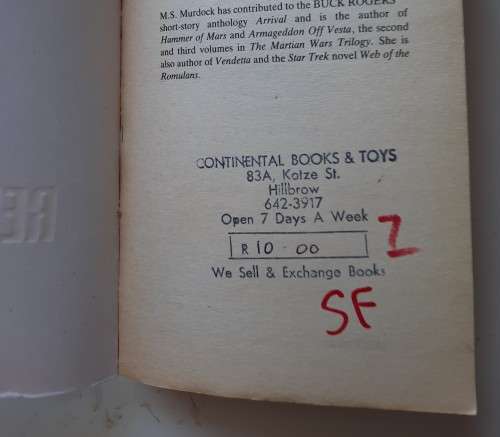 M.S. Murdock has contributed to the BUCK ROGERS
short-story anthology Arrival and is the author of
Hammer of Mars and Armageddon Off Vesta, the second
and third volumes in The Martian Wars Trilogy. She is
also author of Vendetta and the Star Trek novel Web of the
Romulans.
CONTINENTAL BOOKS & TOYS
83A, Kotze St.
Hillbrow
642-3917
Open 7 Days A Week
R 10-00
We Sell & Exchange Books
SF